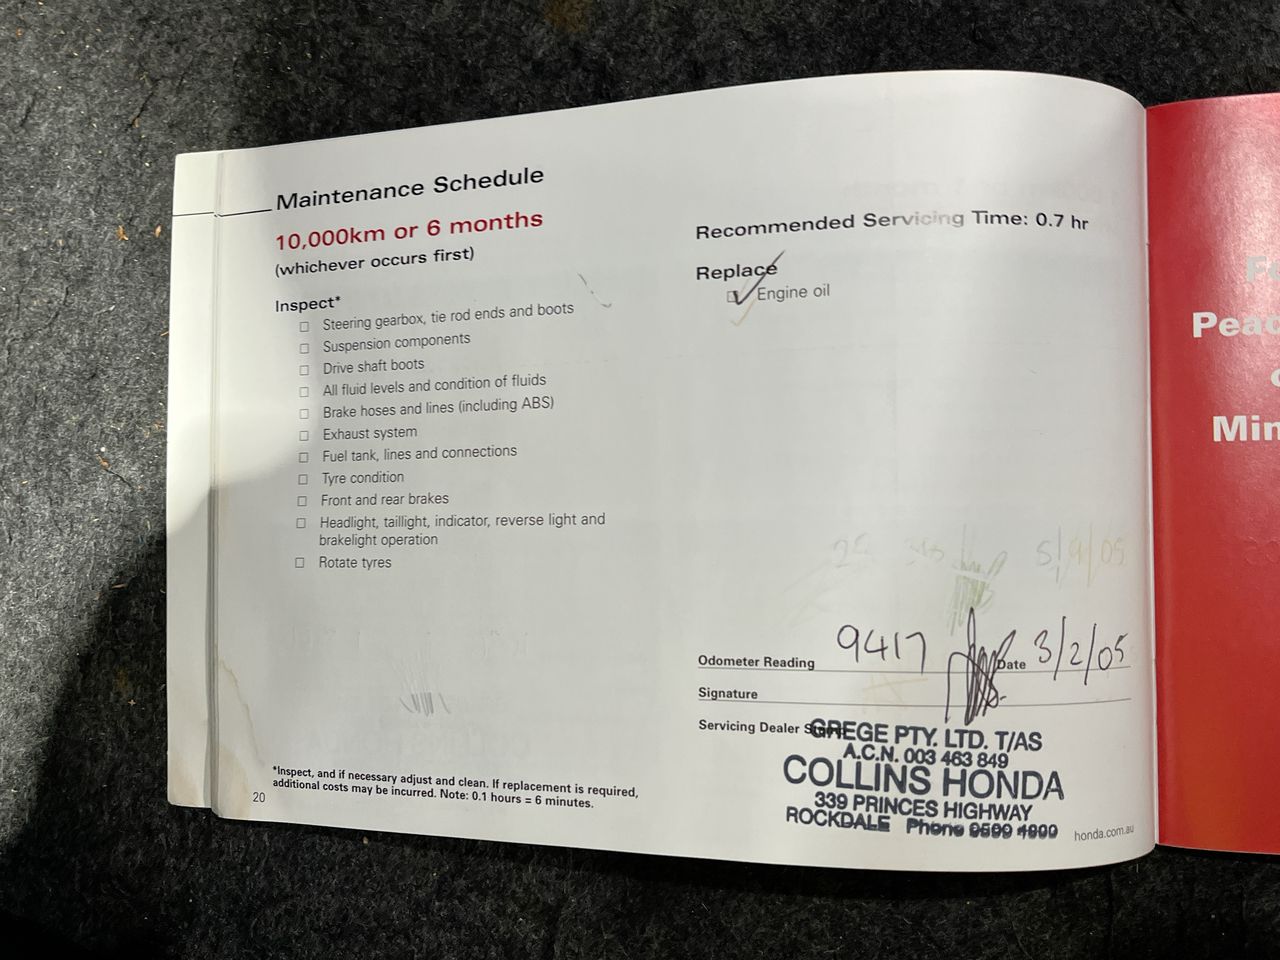 Maintenance Schedule
10,000km or 6 months
(whichever occurs first)
Inspect*
Steering gearbox, tie rod ends and boots
Suspension components
Drive shaft boots
All fluid levels and condition of fluids
Brake hoses and lines (including ABS)
Exhaust system
Fuel tank, lines and connections
Tyre condition
Front and rear brakes
Headlight, taillight, indicator, reverse light and
brakelight operation
Rotate tyres
*Inspect, and if necessary adjust and clean. If replacement is required,
additional costs may be incurred. Note: 0.1 hours = 6 minutes.
20
Recommended Servicing Time: 0.7 hr
Replace
Engine oil
5/9/05
Odometer Reading 9417 Date 3/2/05
Signature
Servicing Dealer
GREGE PTY. LTD. T/AS
A.C.N. 003 463 849
COLLINS HONDA
339 PRINCES HIGHWAY
ROCKDALE Phone
honda.com.au